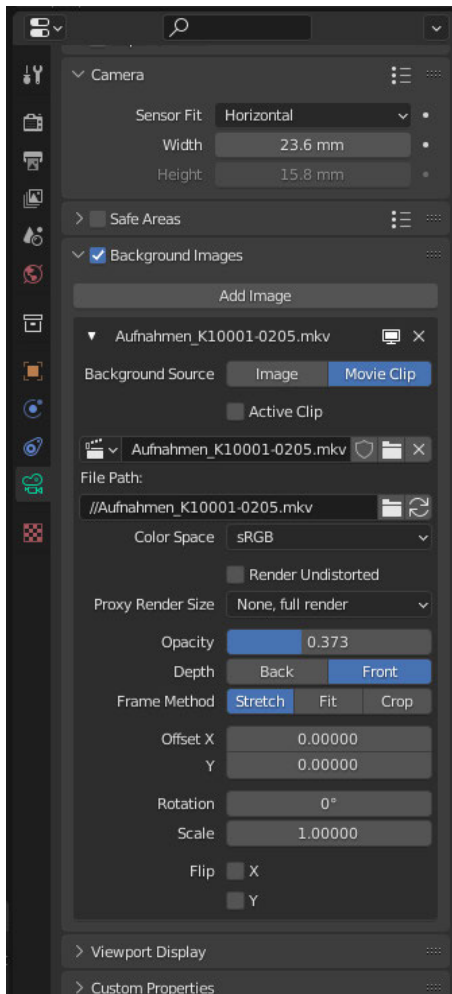 Camera
Sensor Fit Horizontal
Width 23.6 mm
Height 15.8 mm
Safe Areas
Background Images
Add Image
Aufnahmen_K10001-0205.mkv
Background Source Image Movie Clip
Active Clip
Aufnahmen_K10001-0205.mkv
File Path:
//Aufnahmen_K10001-0205.mkv
Color Space sRGB
Render Undistorted
Proxy Render Size None, full render
Opacity 0.373
Depth Back Front
Frame Method Stretch Fit Crop
Offset X 0.00000
Y 0.00000
Rotation 0°
Scale 1.00000
Flip X
Y
Viewport Display
Custom Properties